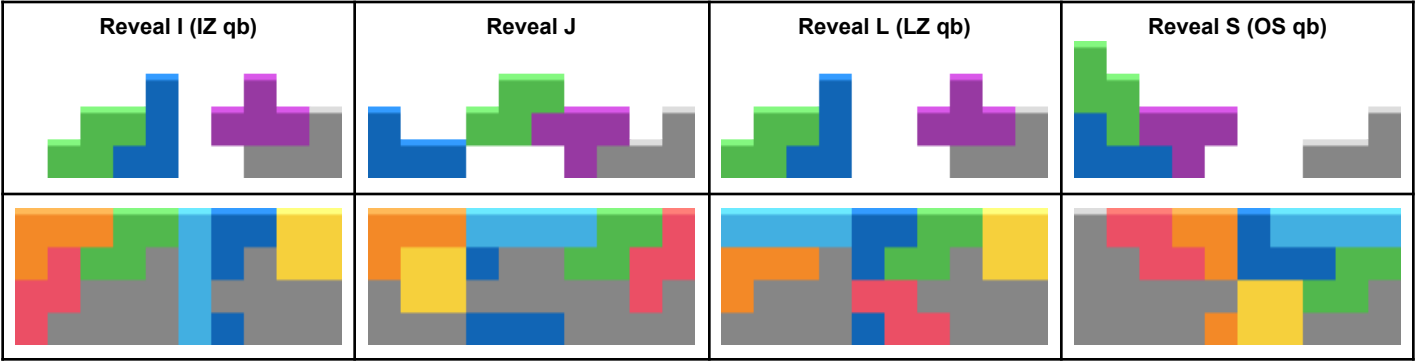 Reveal I (IZ qb)
Reveal J
Reveal L (LZ qb)
Reveal S (OS qb)